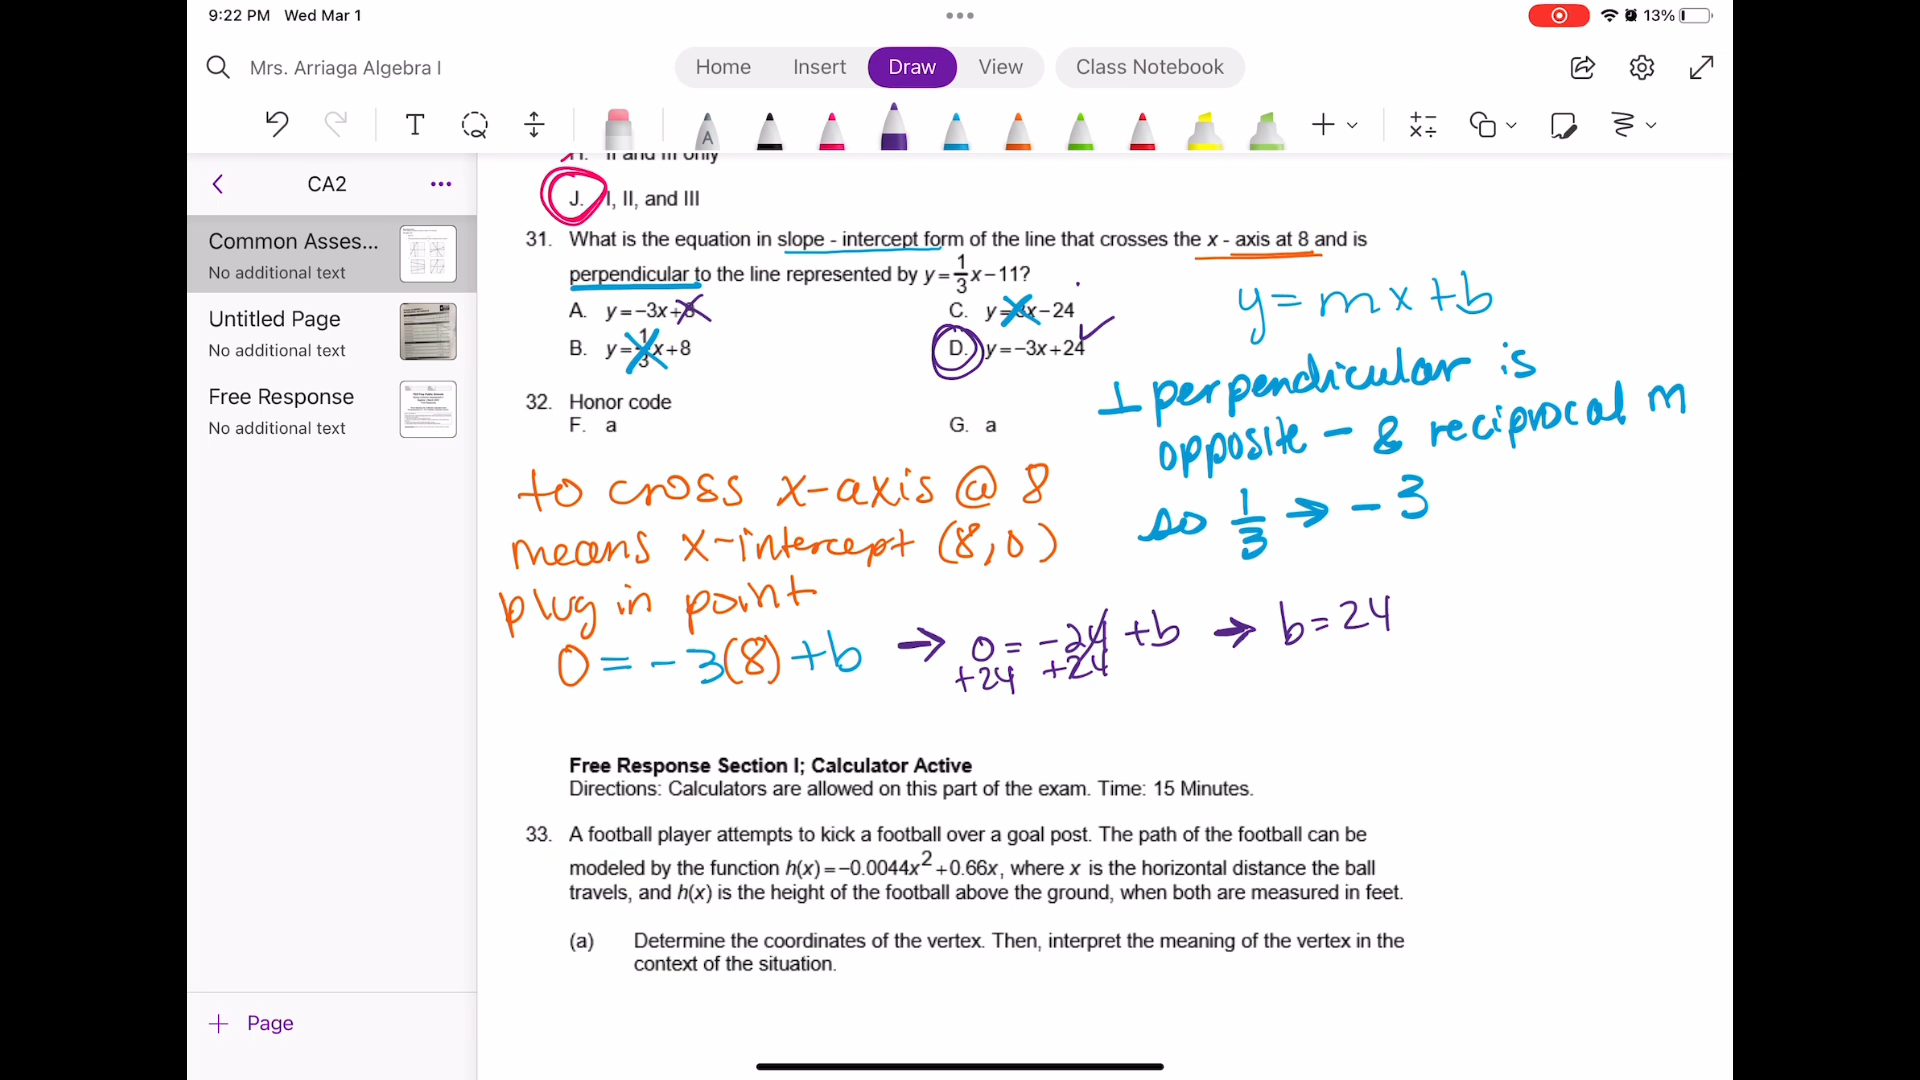 9:22 PM Wed Mar 1
13%
Mrs. Arriaga Algebra I
Home Insert Draw View Class Notebook
CA2
Common Asses...
No additional text
Untitled Page
No additional text
Free Response
No additional text
+ Page
H. II and III only
J. I, II, and III
31. What is the equation in slope - intercept form of the line that crosses the x - axis at 8 and is
perpendicular to the line represented by y=1/3x−11?
A. y=−3x+8
C. y=3x−24
B. y=1/3x+8
D. y=−3x+24
32. Honor code
F. a
G. a
y = mx + b
⊥ perpendicular is
opposite − & reciprocal m
so 1/3 → − 3
to cross x-axis @ 8
means x-intercept (8,0)
plug in point
0 = −3(8) + b → 0 = −24 + b → b = 24
+24 +24
Free Response Section I; Calculator Active
Directions: Calculators are allowed on this part of the exam. Time: 15 Minutes.
33. A football player attempts to kick a football over a goal post. The path of the football can be
modeled by the function h(x)=−0.0044x²+0.66x, where x is the horizontal distance the ball
travels, and h(x) is the height of the football above the ground, when both are measured in feet.
(a) Determine the coordinates of the vertex. Then, interpret the meaning of the vertex in the
context of the situation.